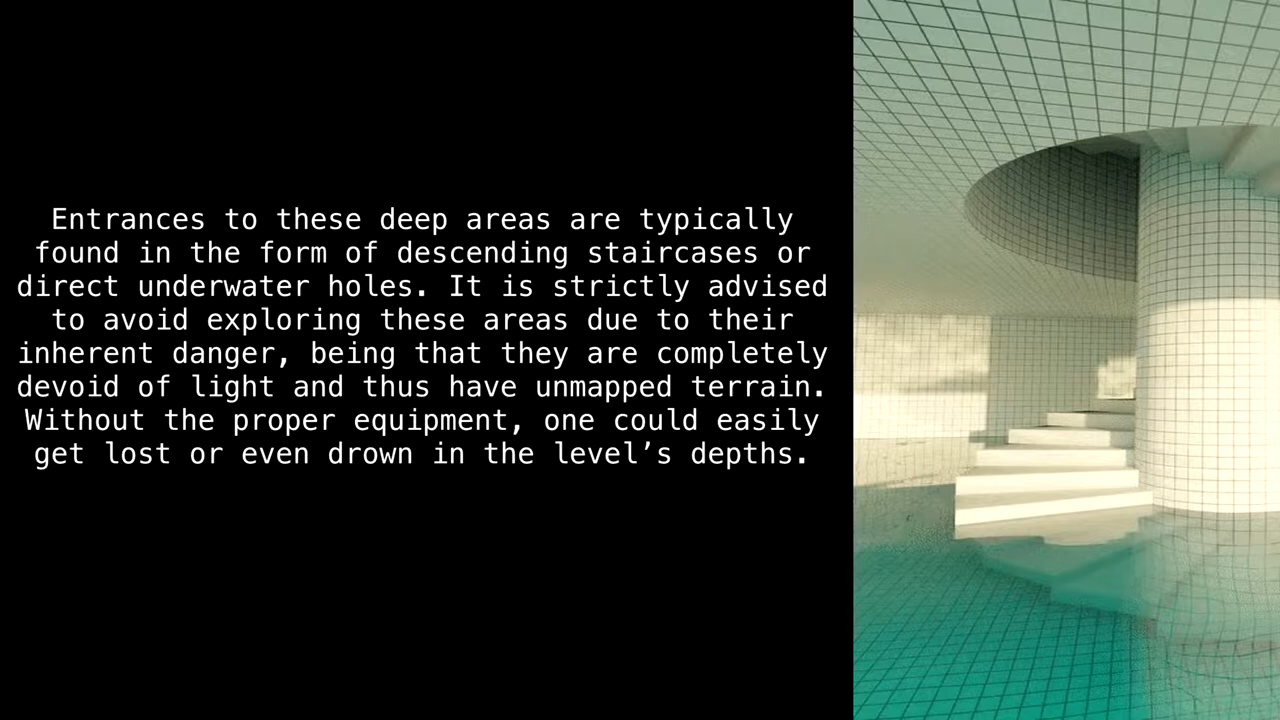 Entrances to these deep areas are typically
found in the form of descending staircases or
direct underwater holes. It is strictly advised
to avoid exploring these areas due to their
inherent danger, being that they are completely
devoid of light and thus have unmapped terrain.
Without the proper equipment, one could easily
get lost or even drown in the level’s depths.